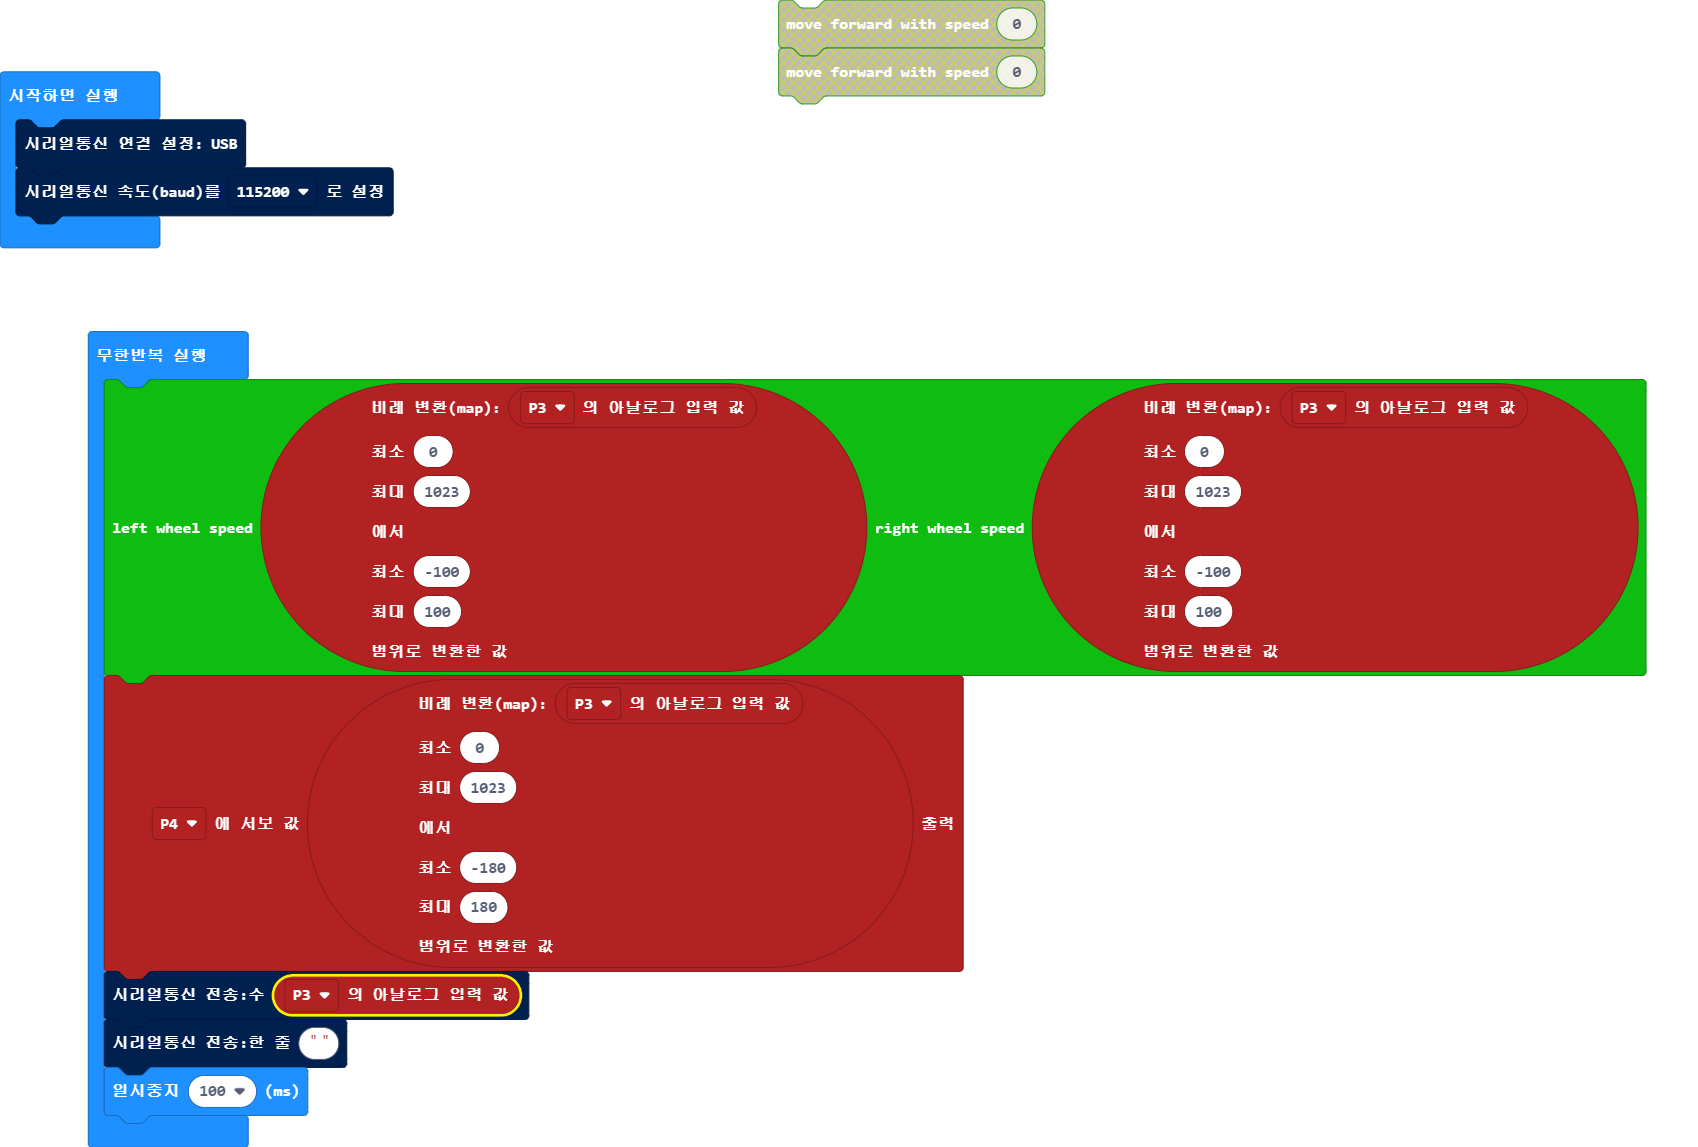 move forward with speed 0
move forward with speed 0
시작하면 실행
시리얼통신 연결 설정: USB
시리얼통신 속도(baud)를 115200 로 설정
무한반복 실행
left wheel speed
비례 변환(map): P3 의 아날로그 입력 값
최소 0
최대 1023
에서
최소 -100
최대 100
범위로 변환한 값
right wheel speed
비례 변환(map): P3 의 아날로그 입력 값
최소 0
최대 1023
에서
최소 -100
최대 100
범위로 변환한 값
P4 에 서보 값
비례 변환(map): P3 의 아날로그 입력 값
최소 0
최대 1023
에서
최소 -180
최대 180
범위로 변환한 값
출력
시리얼통신 전송:수 P3 의 아날로그 입력 값
시리얼통신 전송:한 줄 " "
일시중지 100 (ms)